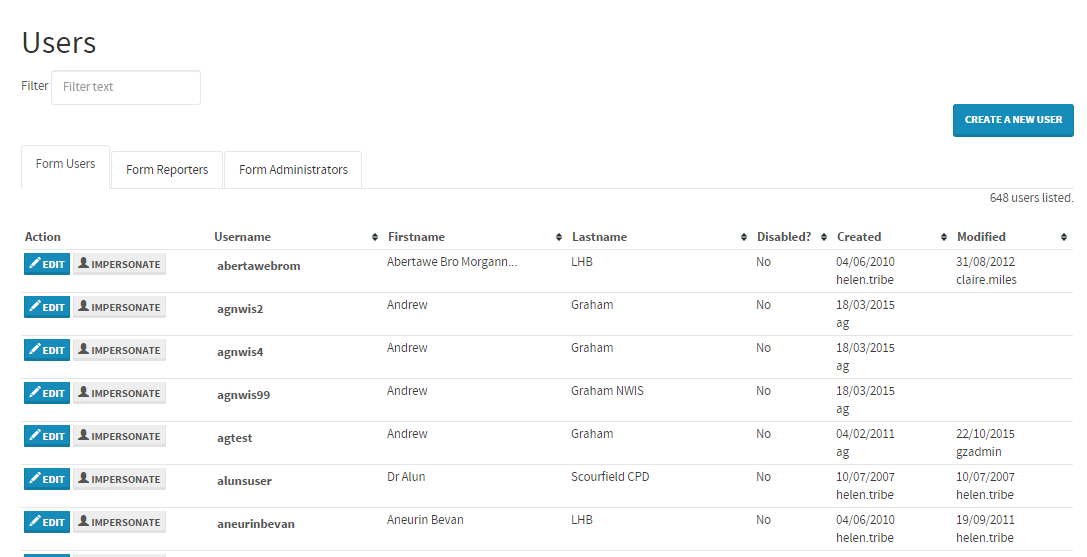 Users
Filter Filter text
CREATE A NEW USER
Form Users Form Reporters Form Administrators
648 users listed.
Action Username Firstname Lastname Disabled? Created Modified
EDIT IMPERSONATE abertawebrom Abertawe Bro Morgann... LHB No 04/06/2010 31/08/2012
helen.tribe claire.miles
EDIT IMPERSONATE agnwis2 Andrew Graham No 18/03/2015
ag
EDIT IMPERSONATE agnwis4 Andrew Graham No 18/03/2015
ag
EDIT IMPERSONATE agnwis99 Andrew Graham NWIS No 18/03/2015
ag
EDIT IMPERSONATE agtest Andrew Graham No 04/02/2011 22/10/2015
ag gzadmin
EDIT IMPERSONATE alunsuser Dr Alun Scourfield CPD No 10/07/2007 10/07/2007
helen.tribe helen.tribe
EDIT IMPERSONATE aneurinbevan Aneurin Bevan LHB No 04/06/2010 19/09/2011
helen.tribe helen.tribe